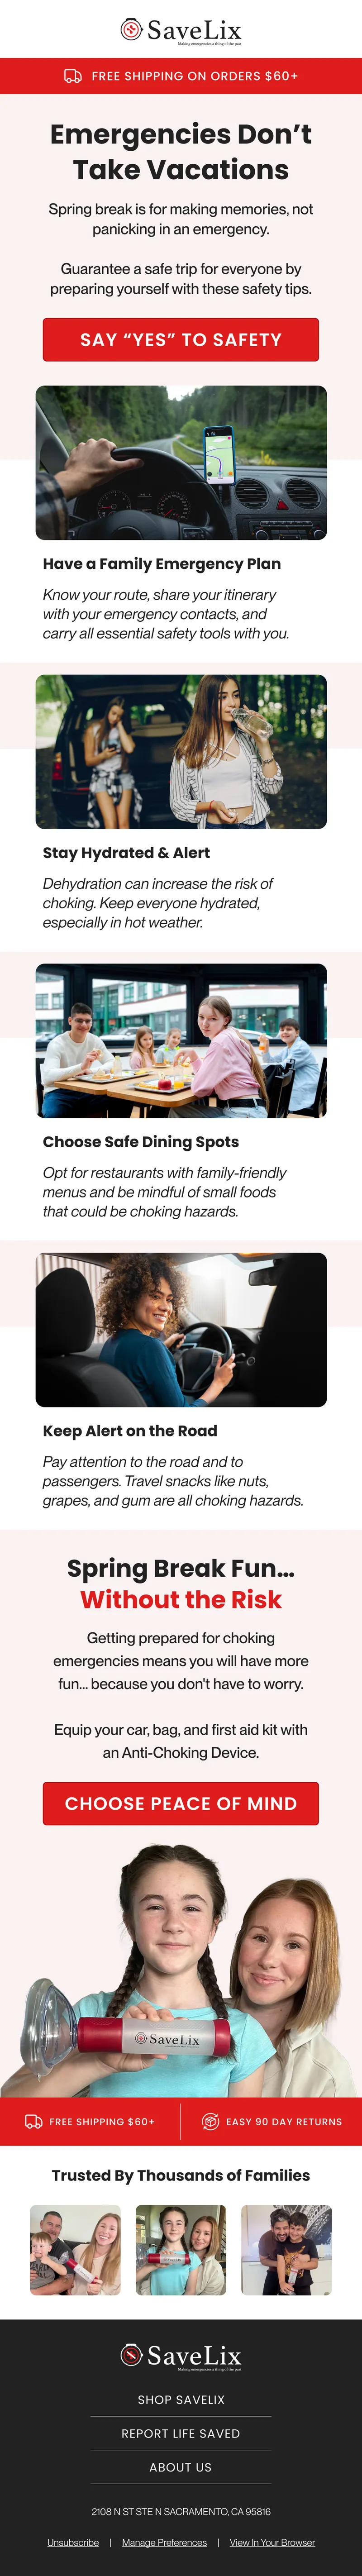 SaveLix
Making emergencies a thing of the past
FREE SHIPPING ON ORDERS $60+
Emergencies Don’t
Take Vacations
Spring break is for making memories, not
panicking in an emergency.
Guarantee a safe trip for everyone by
preparing yourself with these safety tips.
SAY “YES” TO SAFETY
Have a Family Emergency Plan
Know your route, share your itinerary
with your emergency contacts, and
carry all essential safety tools with you.
Stay Hydrated & Alert
Dehydration can increase the risk of
choking. Keep everyone hydrated,
especially in hot weather.
Choose Safe Dining Spots
Opt for restaurants with family-friendly
menus and be mindful of small foods
that could be choking hazards.
Keep Alert on the Road
Pay attention to the road and to
passengers. Travel snacks like nuts,
grapes, and gum are all choking hazards.
Spring Break Fun...
Without the Risk
Getting prepared for choking
emergencies means you will have more
fun... because you don't have to worry.
Equip your car, bag, and first aid kit with
an Anti-Choking Device.
CHOOSE PEACE OF MIND
SaveLix
FREE SHIPPING $60+
EASY 90 DAY RETURNS
Trusted By Thousands of Families
SaveLix
Making emergencies a thing of the past
SHOP SAVELIX
REPORT LIFE SAVED
ABOUT US
2108 N ST STE N SACRAMENTO, CA 95816
Unsubscribe | Manage Preferences | View In Your Browser